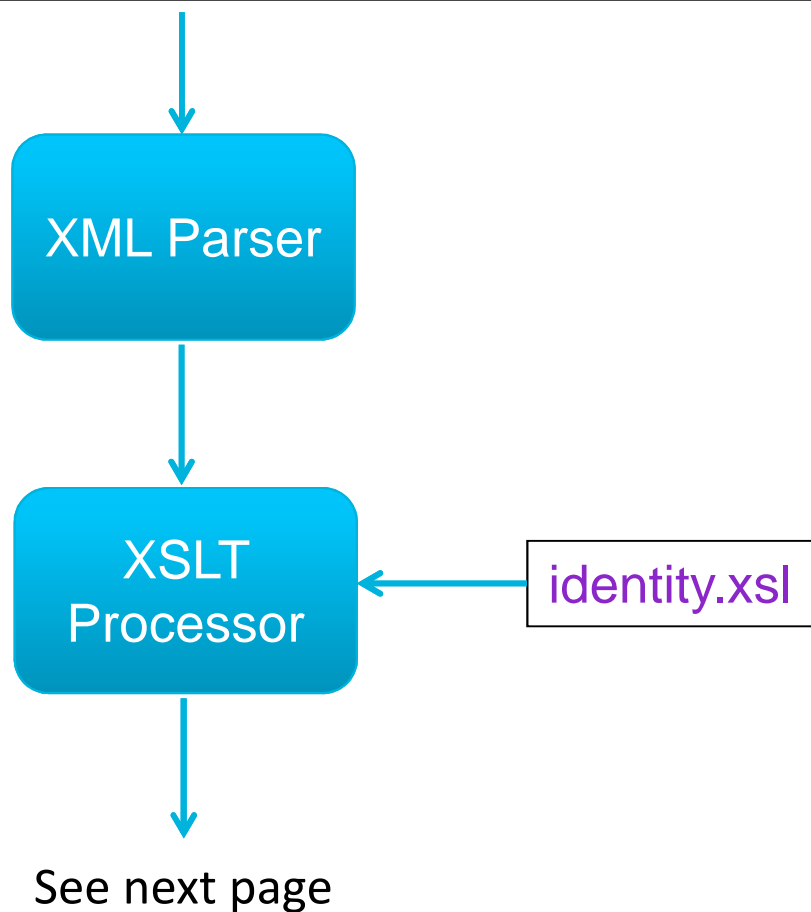 XML Parser
XSLT
Processor
identity.xsl
See next page